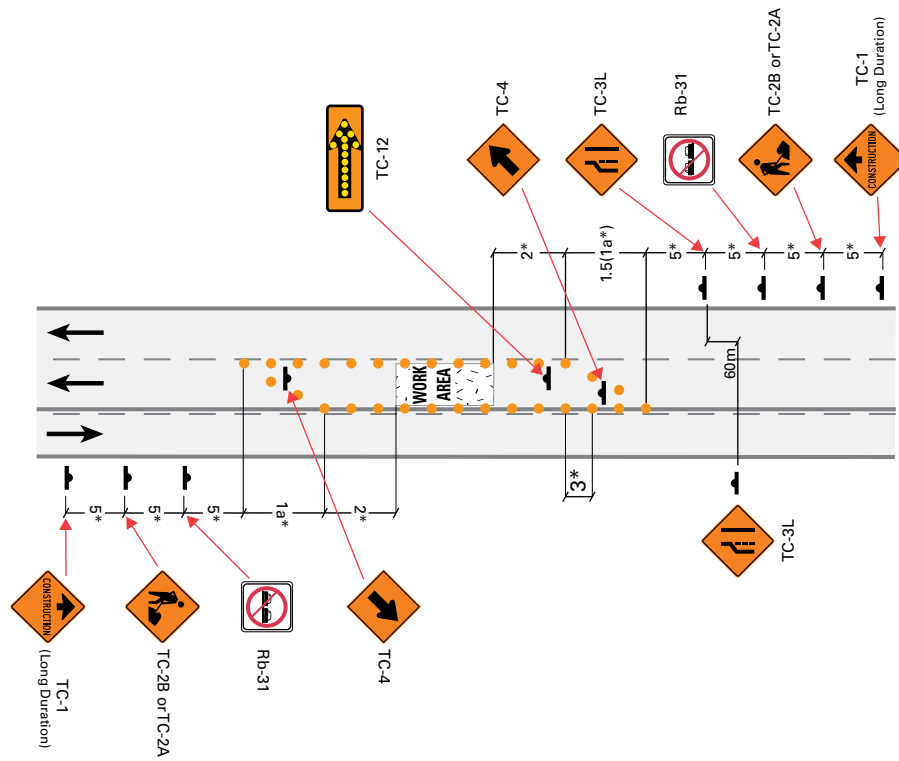 TC-12
TC-4
TC-3L
Rb-31
TC-2B or TC-2A
TC-1
(Long Duration)
CONSTRUCTION
2*
1.5(1a*)
5*
5*
5*
5*
60m
WORK
AREA
3*
TC-3L
5*
5*
5*
1a*
2*
CONSTRUCTION
TC-1
(Long Duration)
TC-2B or TC-2A
Rb-31
TC-4